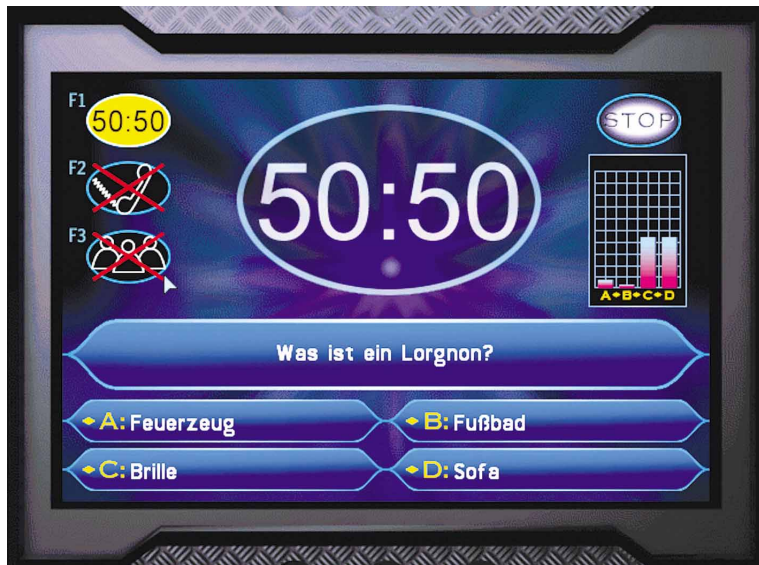 F1
50:50
F2
F3
50:50
STOP
A◆B◆C◆D
Was ist ein Lorgnon?
◆A: Feuerzeug
◆B: Fußbad
◆C: Brille
◆D: Sofa